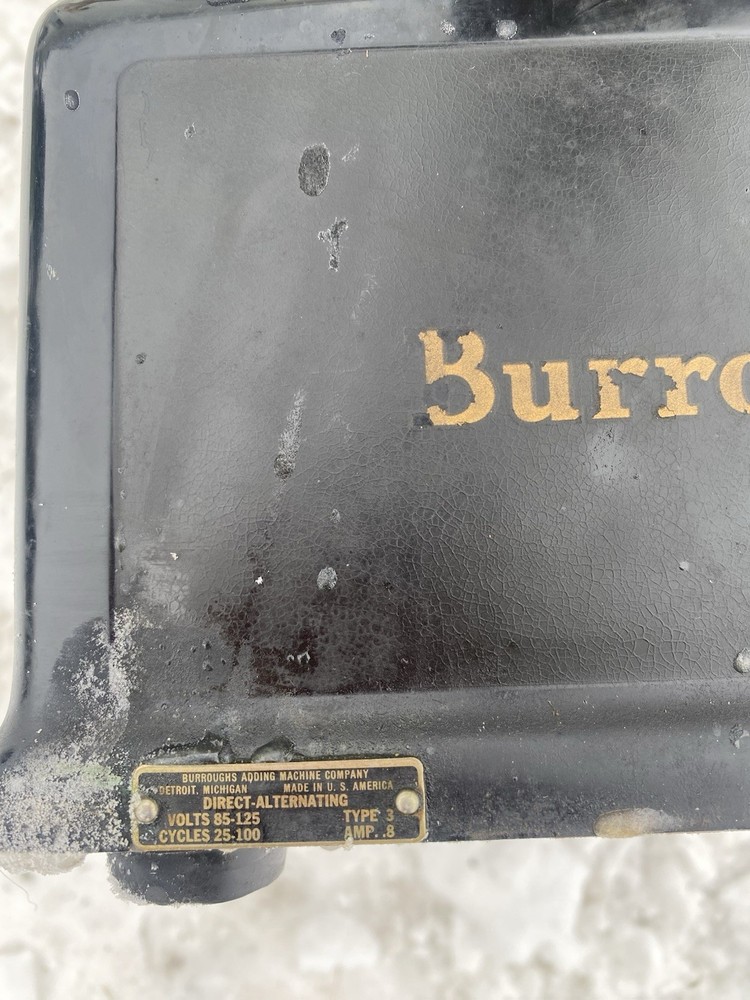 Burro
BURROUGHS ADDING MACHINE COMPANY
DETROIT, MICHIGAN MADE IN U. S. AMERICA
DIRECT-ALTERNATING
VOLTS 85-125 TYPE 3
CYCLES 25-100 AMP. .8